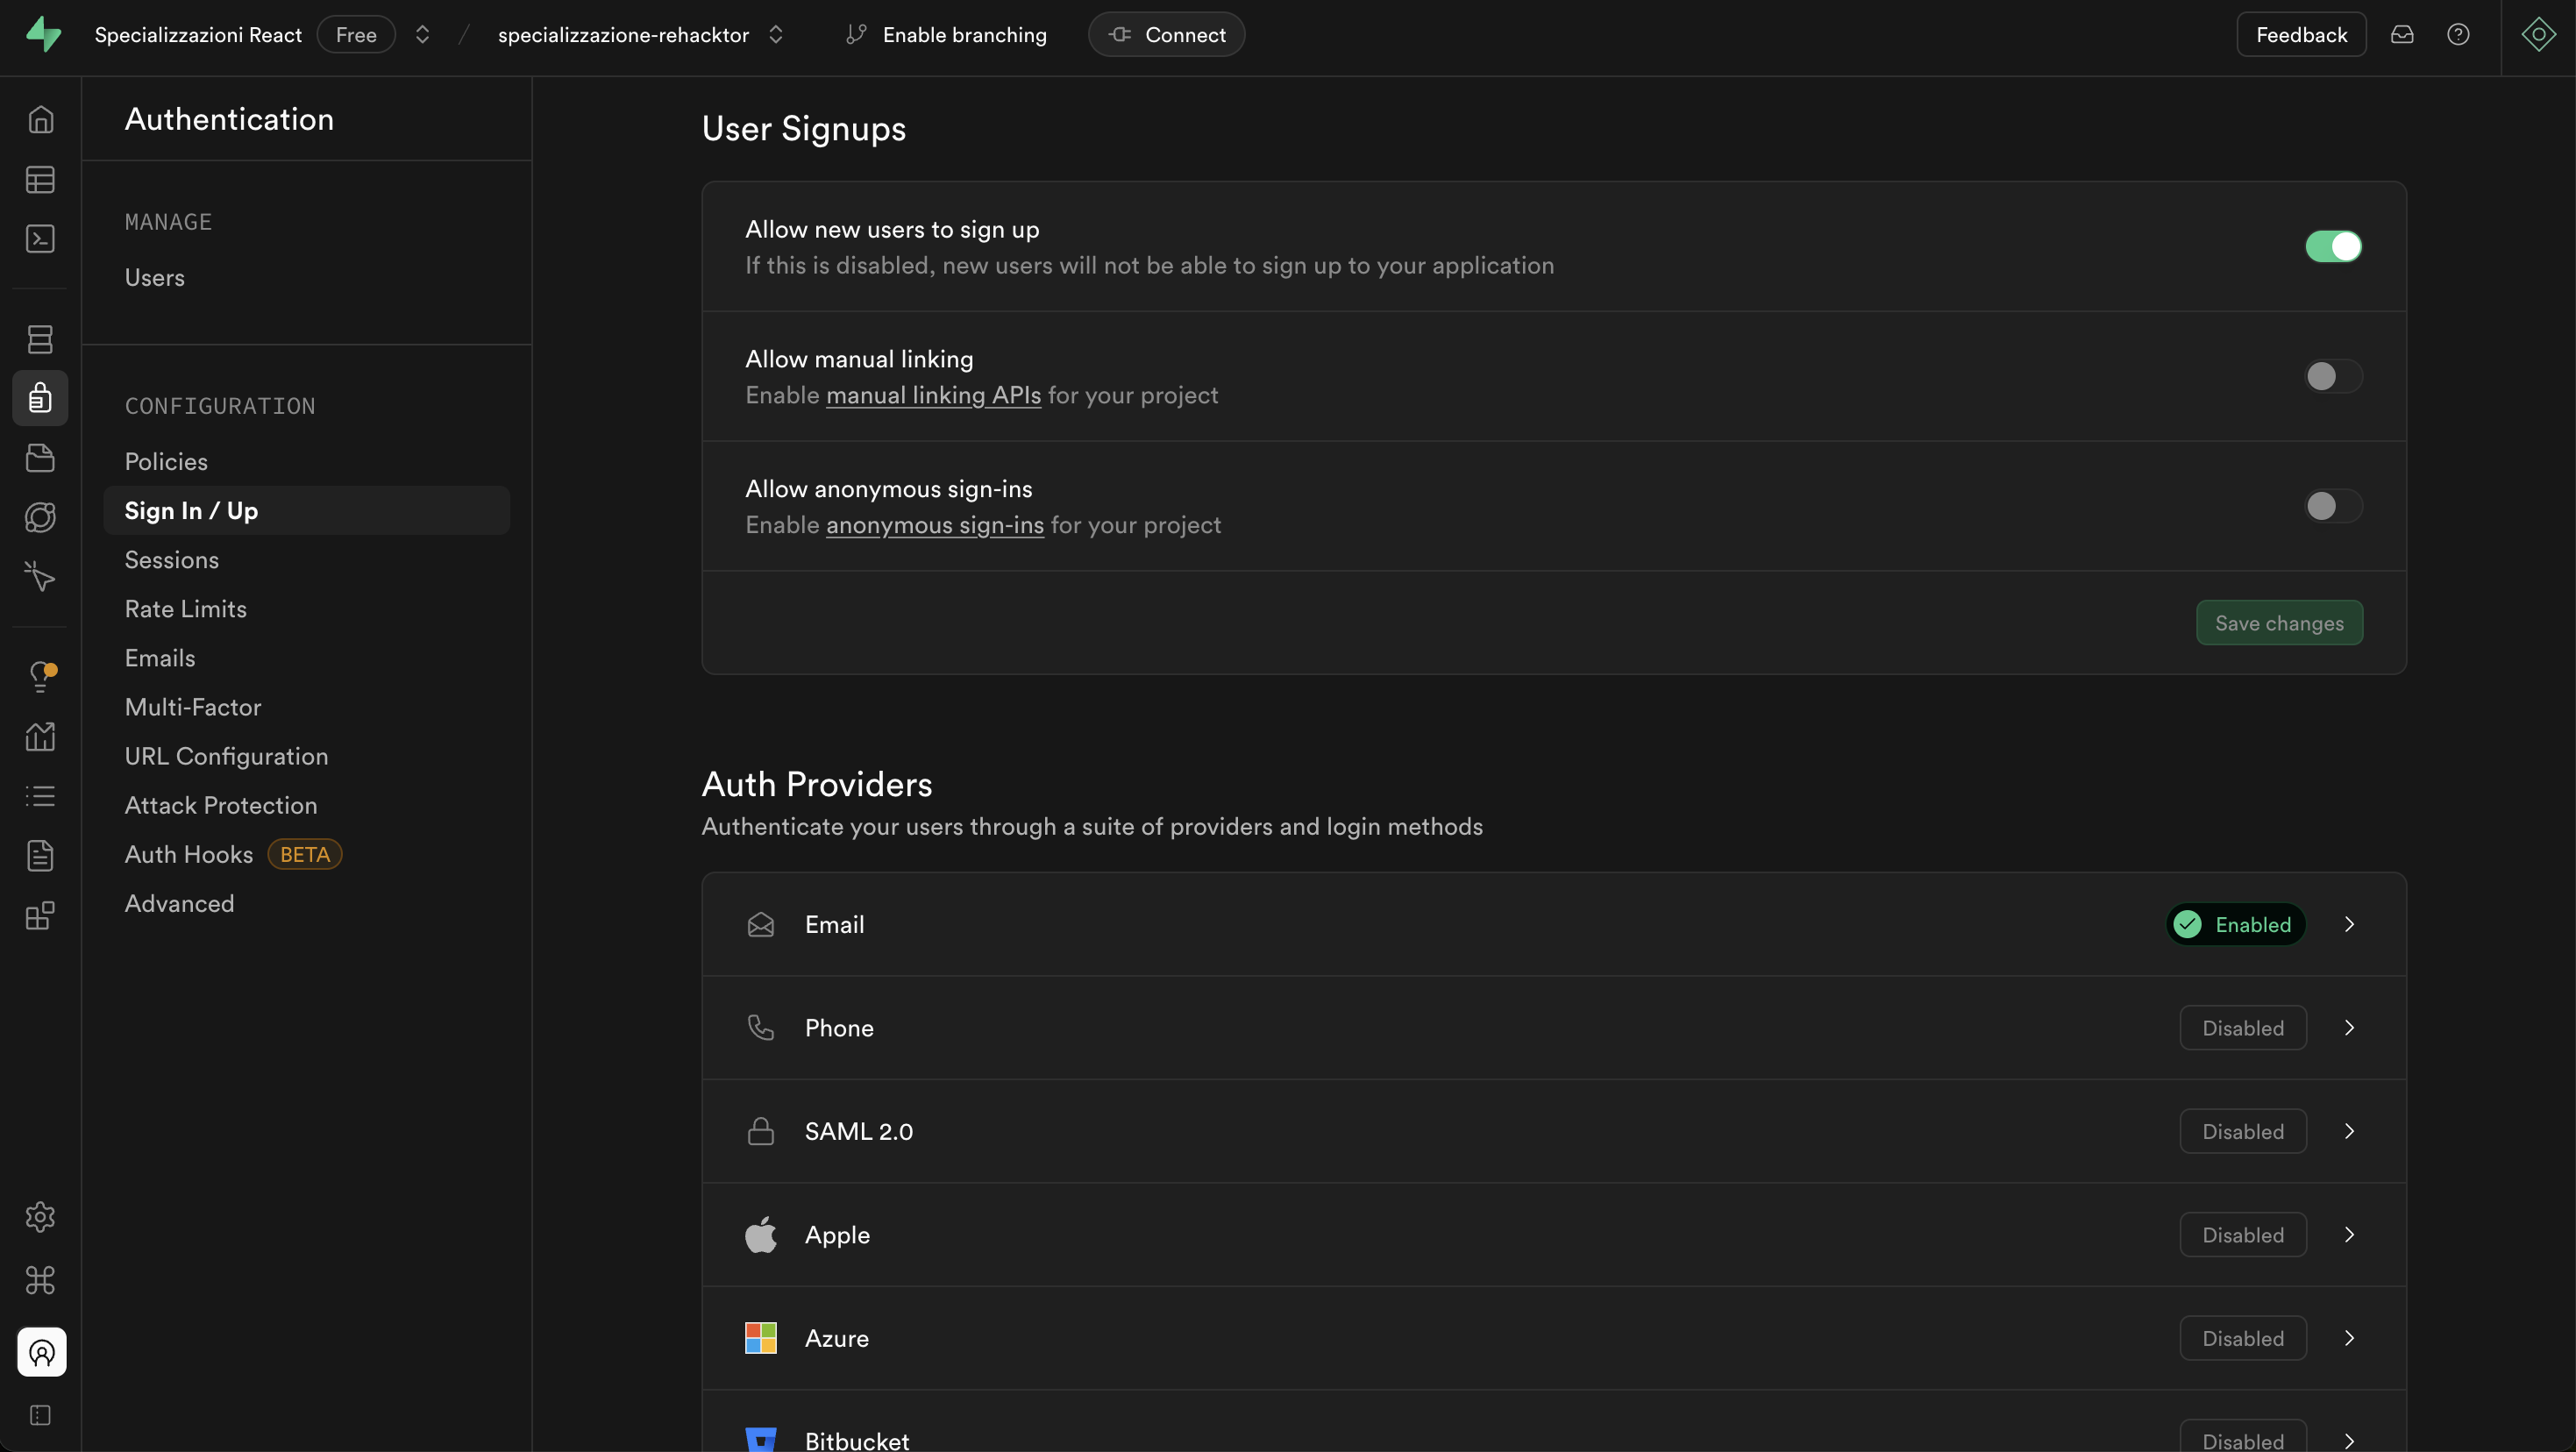 Specializzazioni React Free / specializzazione-rehacktor Enable branching Connect Feedback
Authentication
MANAGE
Users
CONFIGURATION
Policies
Sign In / Up
Sessions
Rate Limits
Emails
Multi-Factor
URL Configuration
Attack Protection
Auth Hooks BETA
Advanced
User Signups
Allow new users to sign up
If this is disabled, new users will not be able to sign up to your application
Allow manual linking
Enable manual linking APIs for your project
Allow anonymous sign-ins
Enable anonymous sign-ins for your project
Save changes
Auth Providers
Authenticate your users through a suite of providers and login methods
Email Enabled
Phone Disabled
SAML 2.0 Disabled
Apple Disabled
Azure Disabled
Bitbucket Disabled